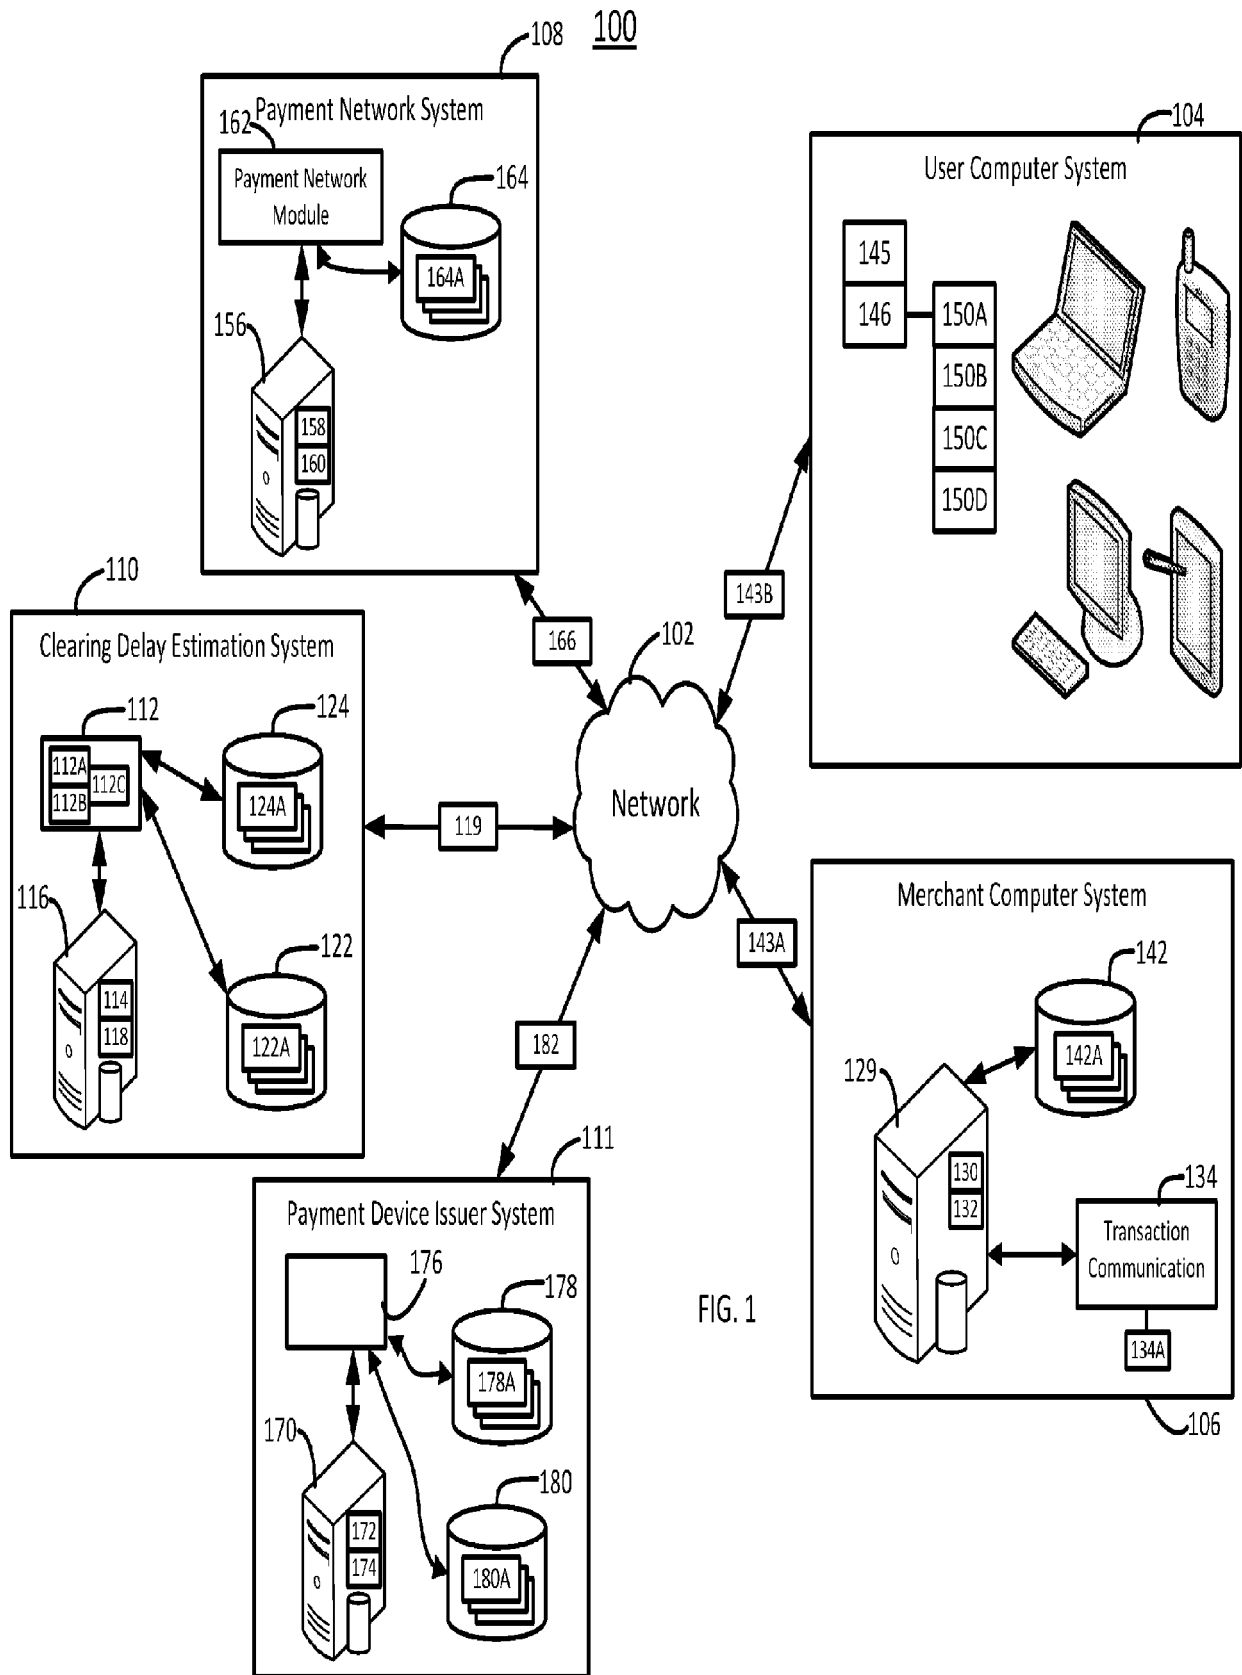 100
108
Payment Network System
162
Payment Network
Module
164
164A
156
158
160
104
User Computer System
145
146
150A
150B
150C
150D
143B
166
102
Network
110
Clearing Delay Estimation System
112
112A
112C
112B
124
124A
119
116
114
118
122
122A
182
143A
Merchant Computer System
142
142A
129
130
132
134
Transaction
Communication
134A
106
111
Payment Device Issuer System
176
178
178A
170
172
174
180
180A
FIG. 1